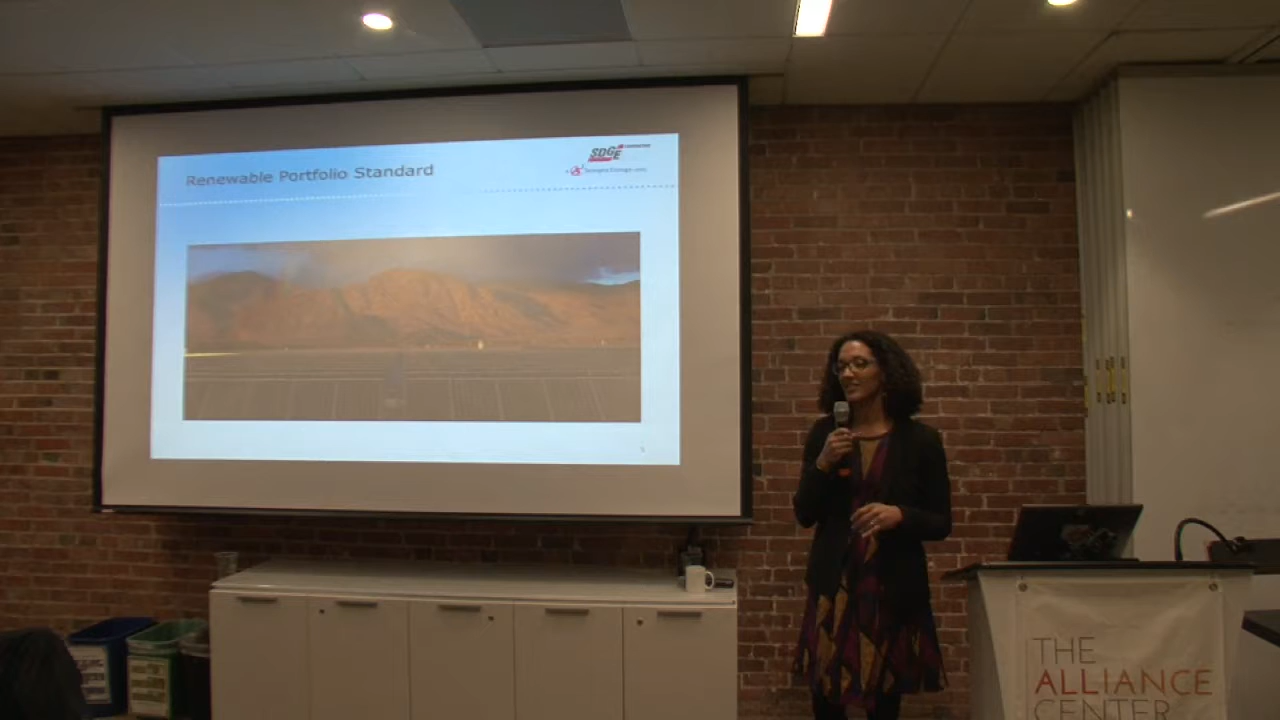 Renewable Portfolio Standard
SDGE
THE
ALLIANCE
CENTER